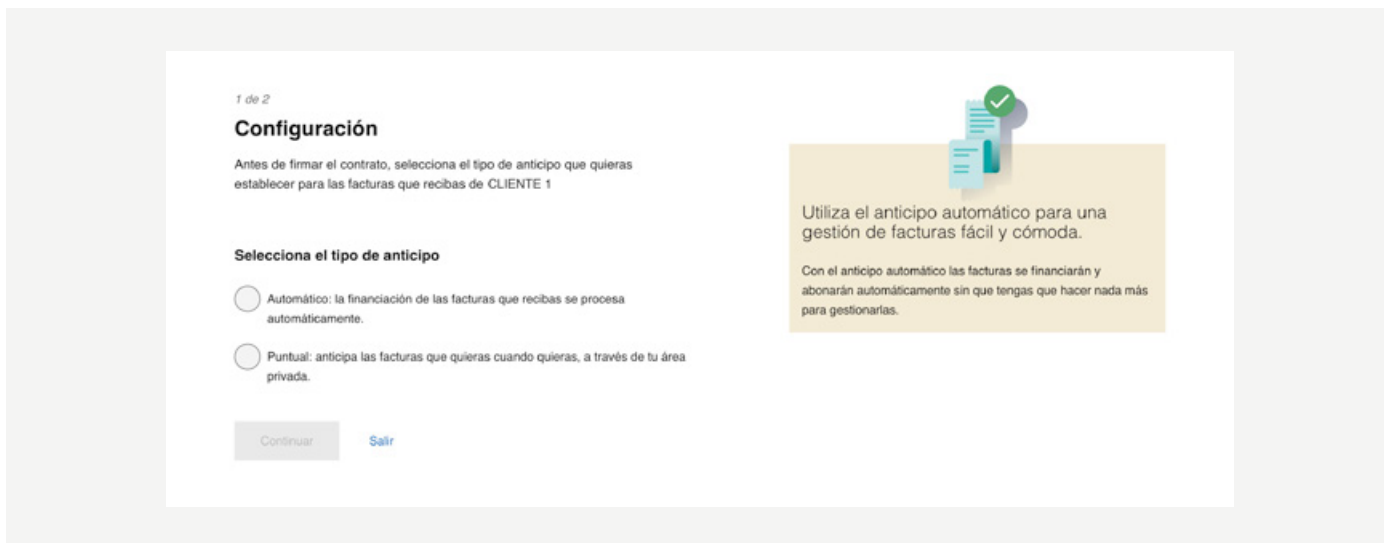 1 de 2
Configuración
Antes de firmar el contrato, selecciona el tipo de anticipo que quieras
establecer para las facturas que recibas de CLIENTE 1
Selecciona el tipo de anticipo
Automático: la financiación de las facturas que recibas se procesa
automáticamente.
Puntual: anticipa las facturas que quieras cuando quieras, a través de tu área
privada.
Continuar
Salir
Utiliza el anticipo automático para una
gestión de facturas fácil y cómoda.
Con el anticipo automático las facturas se financiarán y
abonarán automáticamente sin que tengas que hacer nada más
para gestionarlas.